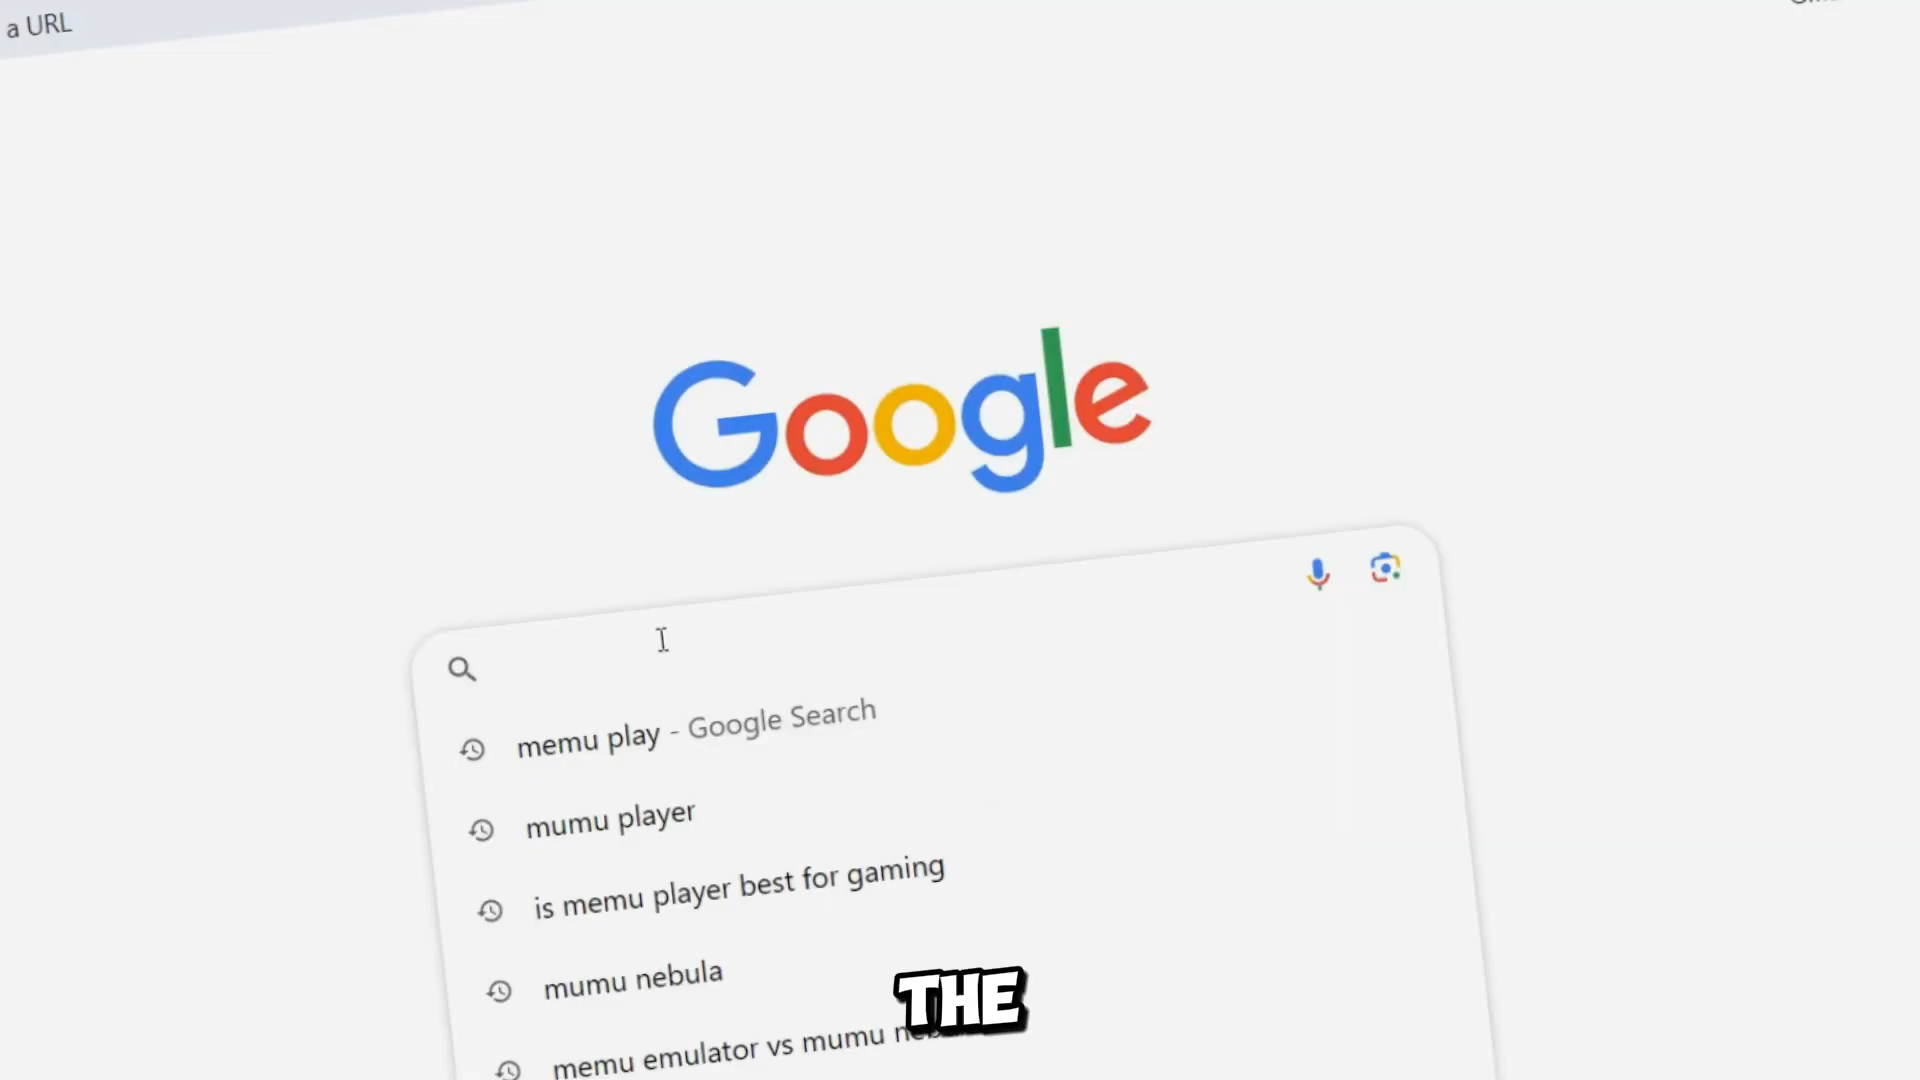 a URL
Google
memu play - Google Search
mumu player
is memu player best for gaming
mumu nebula
THE
memu emulator vs mumu